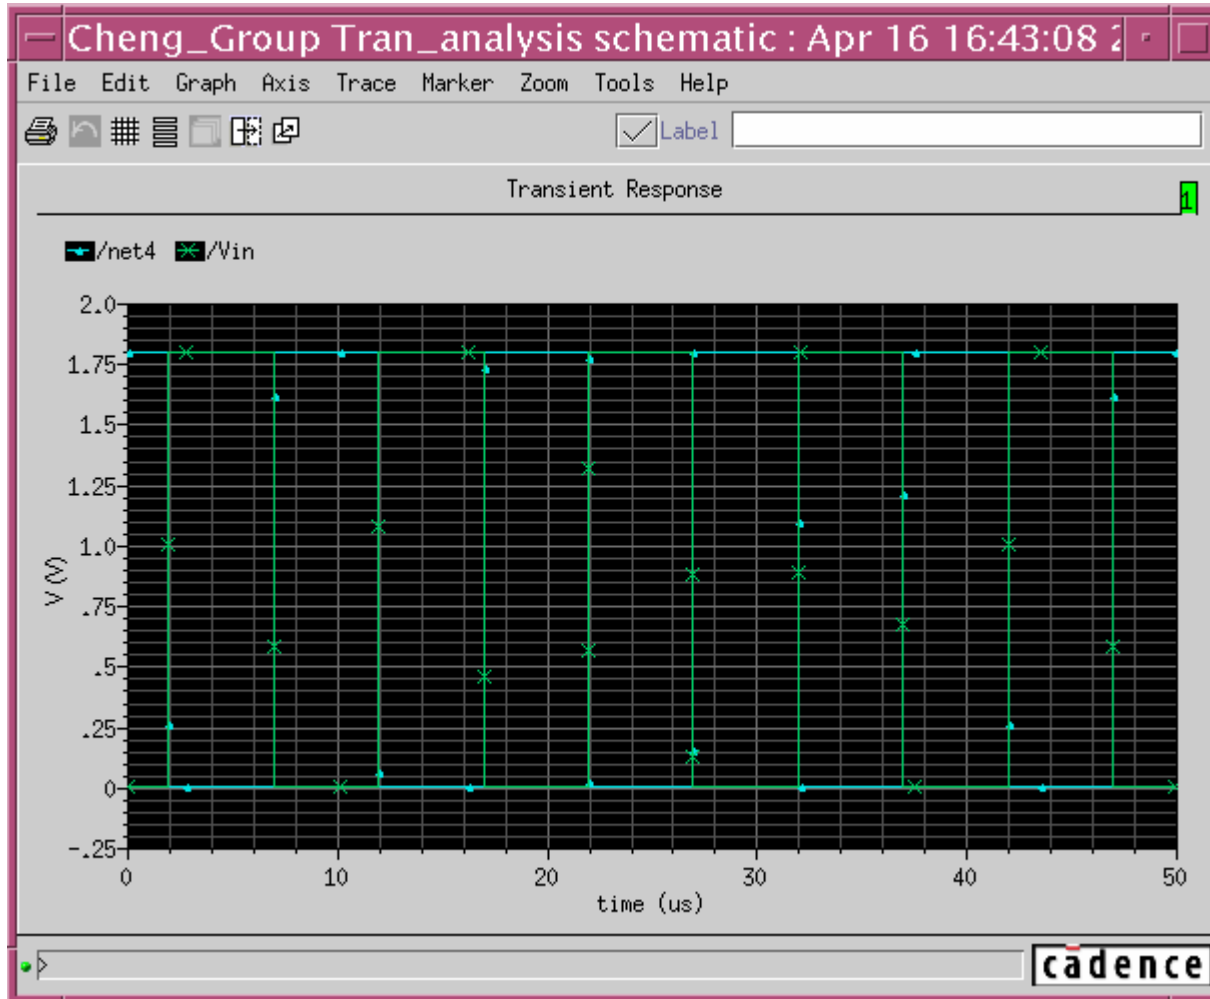 Cheng_Group Tran_analysis schematic : Apr 16 16:43:08
File Edit Graph Axis Trace Marker Zoom Tools Help
Label
Transient Response
1
/net4 /Vin
2.0
1.75
1.5
1.25
1.0
.75
.5
.25
0
-.25
V (V)
0 10 20 30 40 50
time (us)
>
cadence